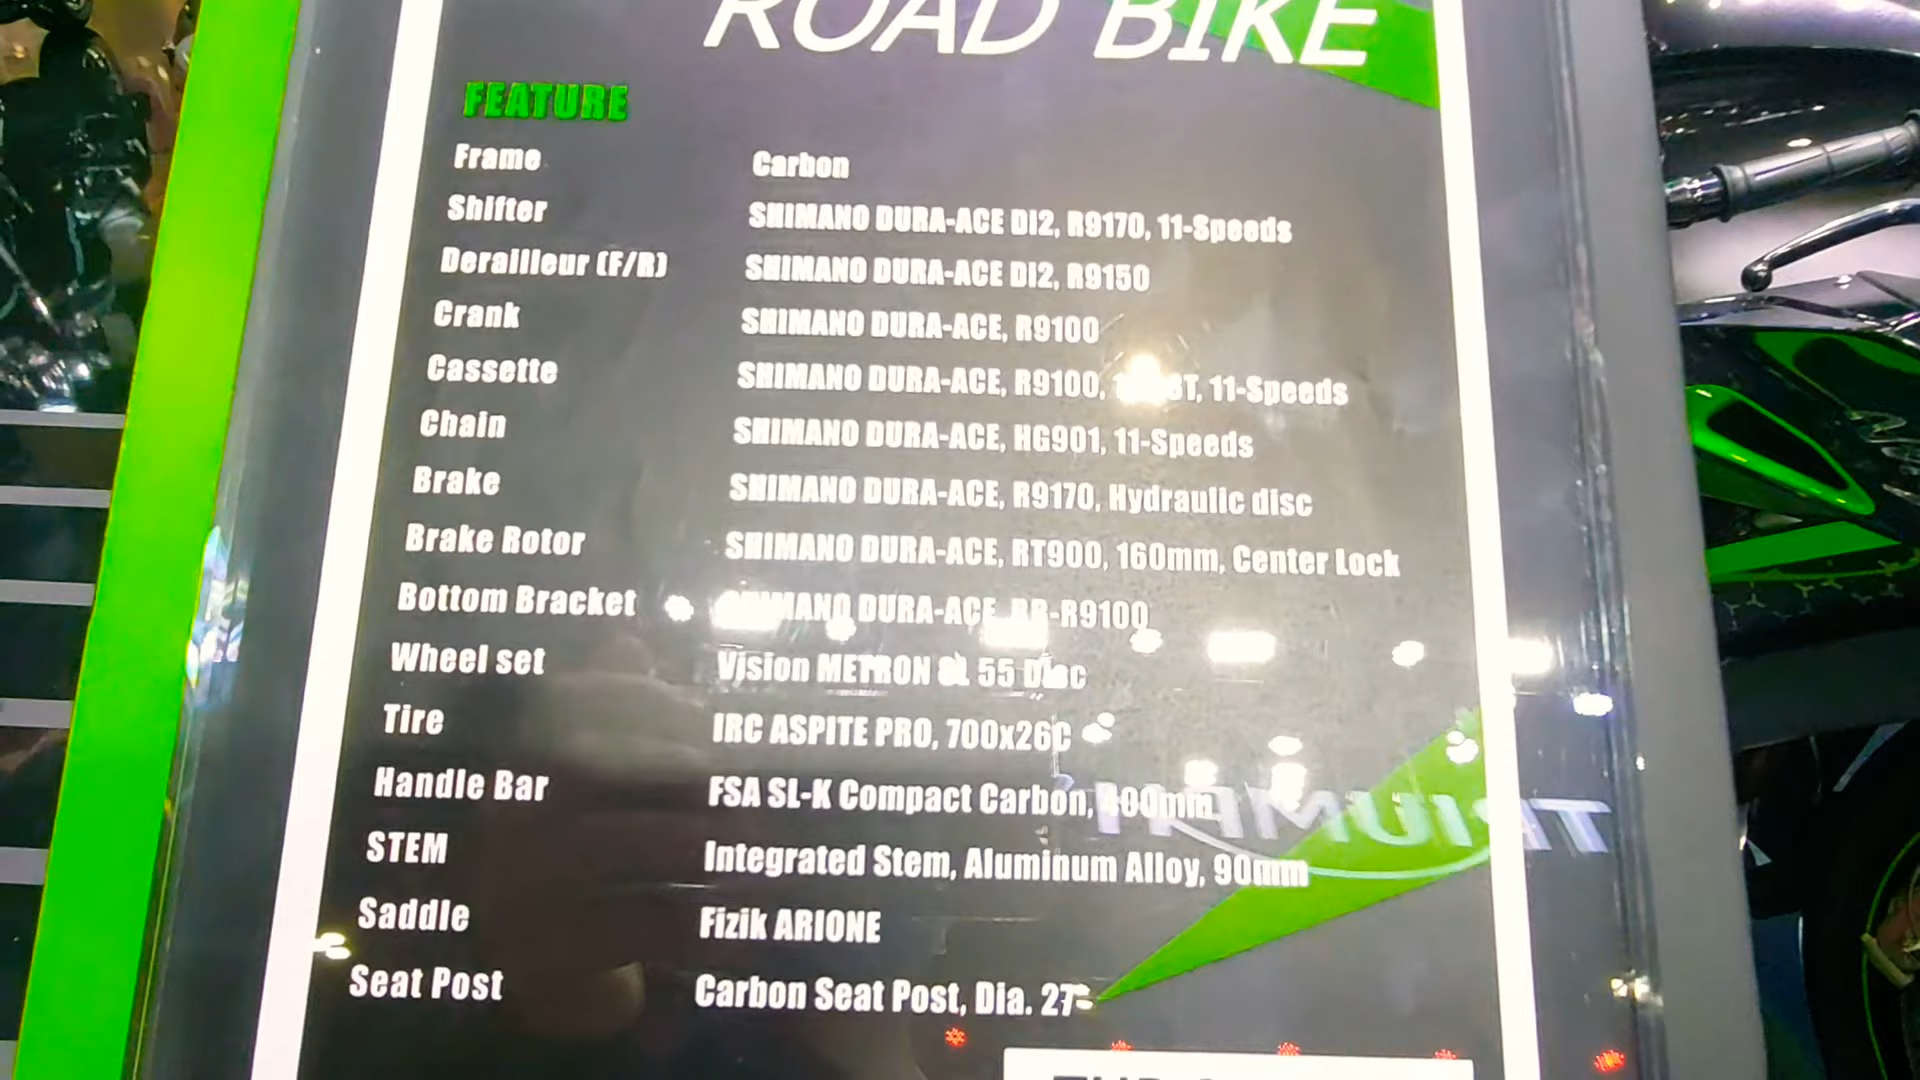 ROAD BIKE
FEATURE
Frame Carbon
Shifter SHIMANO DURA-ACE DI2, R9170, 11-Speeds
Derailleur (F/R) SHIMANO DURA-ACE DI2, R9150
Crank SHIMANO DURA-ACE, R9100
Cassette SHIMANO DURA-ACE, R9100, 11-Speeds
Chain SHIMANO DURA-ACE, HG901, 11-Speeds
Brake SHIMANO DURA-ACE, R9170, Hydraulic disc
Brake Rotor SHIMANO DURA-ACE, RT900, 160mm, Center Lock
Bottom Bracket SHIMANO DURA-ACE, BB-R9100
Wheel set Vision METRON SL 55 Disc
Tire IRC ASPITE PRO, 700x26C
Handle Bar FSA SL-K Compact Carbon, 400mm
STEM Integrated Stem, Aluminum Alloy, 90mm
Saddle Fizik ARIONE
Seat Post Carbon Seat Post, Dia.
TRIUMPH